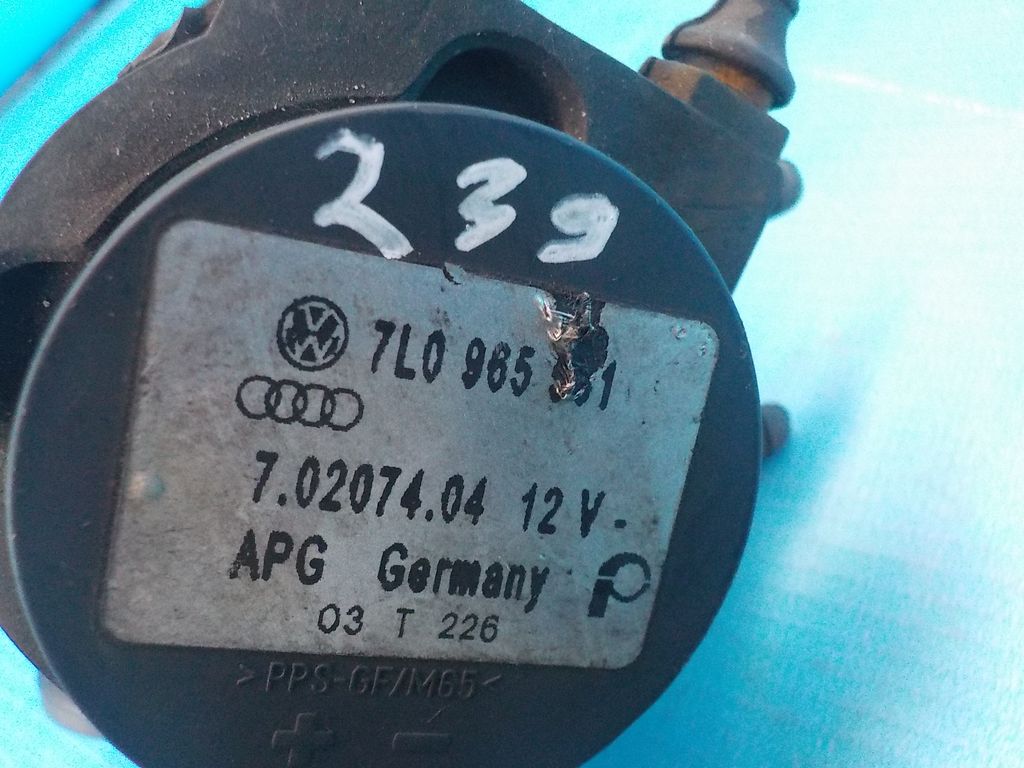 239
7L0 965
7.02074.04 12 V-
APG Germany
03 T 226
>PPS-GF/M65<
+ -